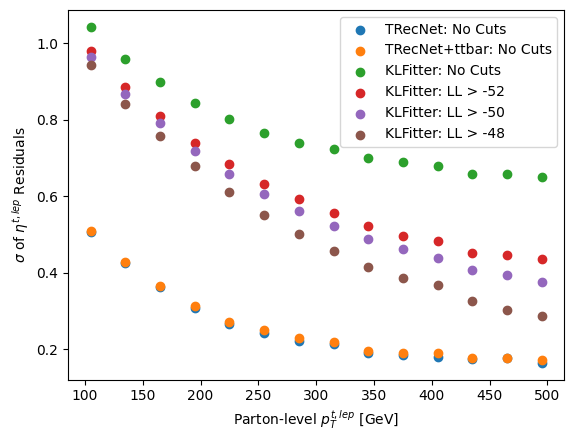 TRecNet: No Cuts
TRecNet+ttbar: No Cuts
KLFitter: No Cuts
KLFitter: LL > -52
KLFitter: LL > -50
KLFitter: LL > -48
σ of η^{t,lep} Residuals
1.0
0.8
0.6
0.4
0.2
100 150 200 250 300 350 400 450 500
Parton-level p_T^{t,lep} [GeV]